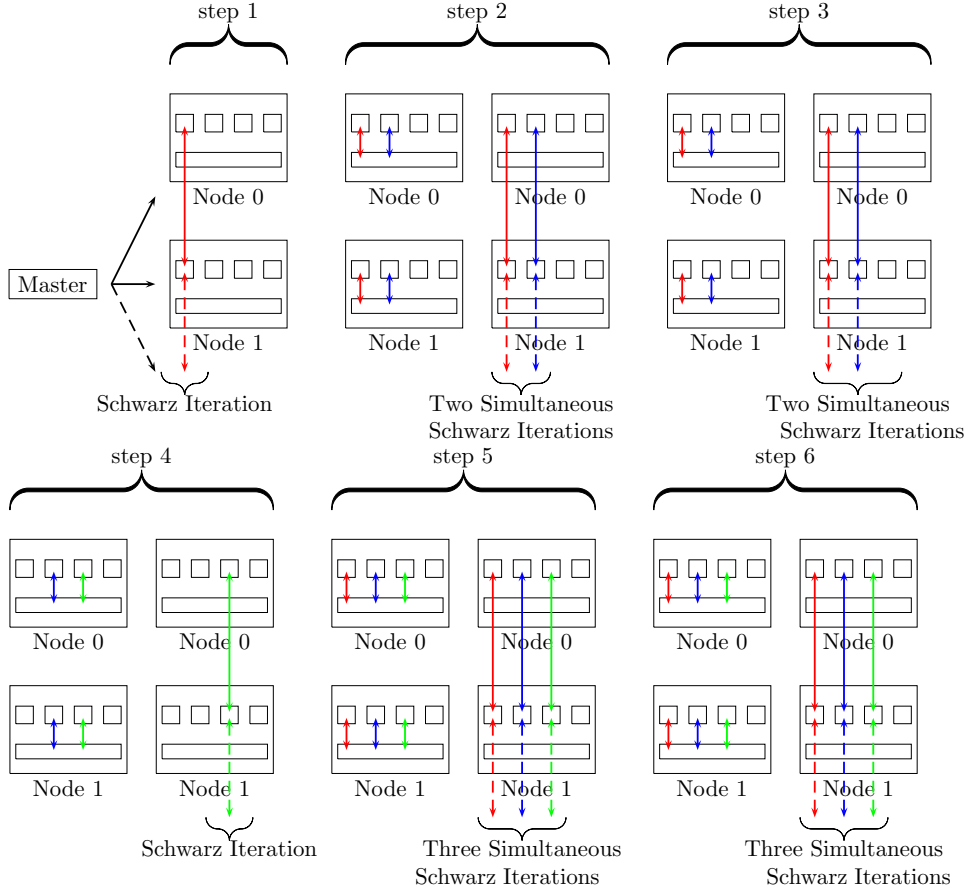 step 1
step 2
step 3
Node 0
Node 0
Node 0
Node 0
Node 0
Master
Node 1
Node 1
Node 1
Node 1
Node 1
Schwarz Iteration
Two Simultaneous
Schwarz Iterations
Two Simultaneous
Schwarz Iterations
step 4
step 5
step 6
Node 0
Node 0
Node 0
Node 0
Node 0
Node 0
Node 1
Node 1
Node 1
Node 1
Node 1
Node 1
Schwarz Iteration
Three Simultaneous
Schwarz Iterations
Three Simultaneous
Schwarz Iterations